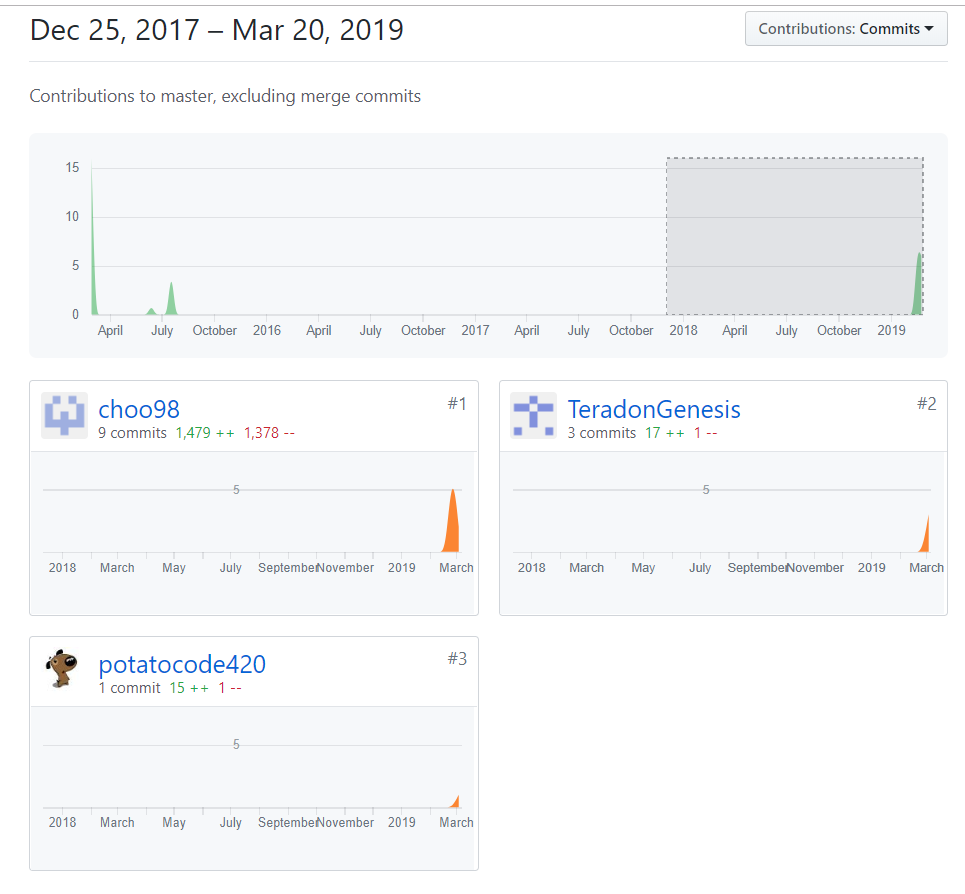 Dec 25, 2017 – Mar 20, 2019
Contributions: Commits
Contributions to master, excluding merge commits
15
10
5
0
April July October 2016 April July October 2017 April July October 2018 April July October 2019
choo98 #1
9 commits 1,479 ++ 1,378 --
5
2018 March May July September November 2019 March
TeradonGenesis #2
3 commits 17 ++ 1 --
5
2018 March May July September November 2019 March
potatocode420 #3
1 commit 15 ++ 1 --
5
2018 March May July September November 2019 March